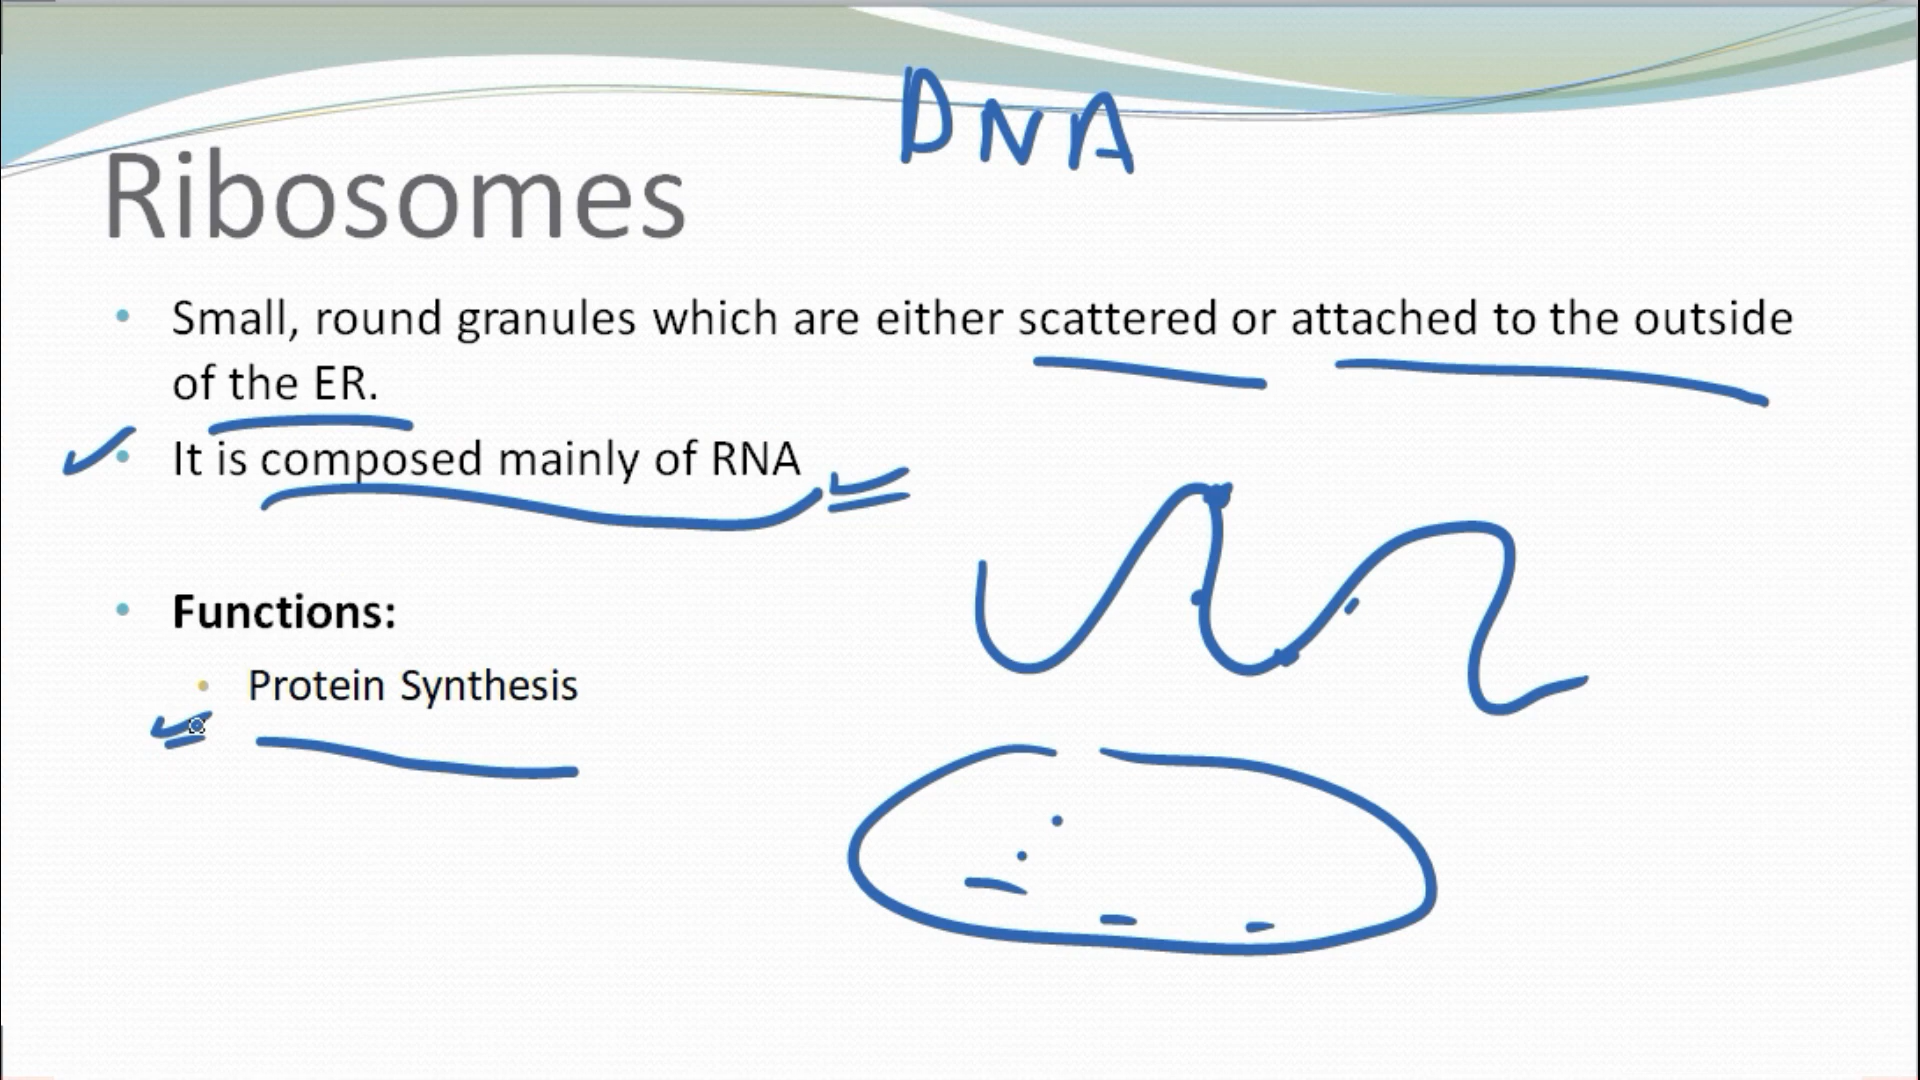 DNA
Ribosomes
• Small, round granules which are either scattered or attached to the outside
of the ER.
• It is composed mainly of RNA
• Functions:
• Protein Synthesis